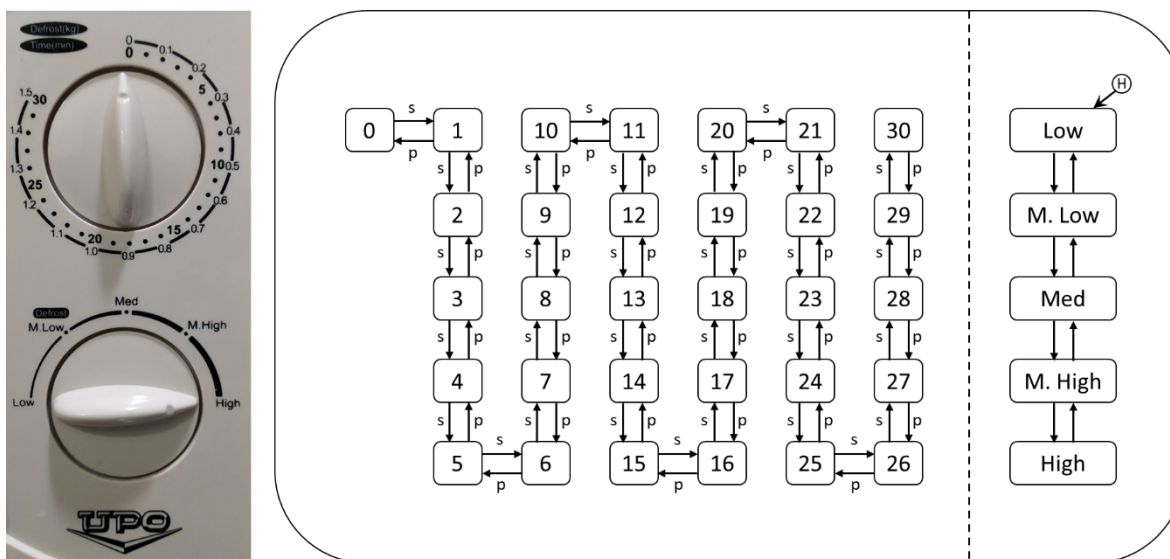 Defrost(kg)
Time(min)
0
0
0.1
0.2
5
0.3
0.4
10
0.5
0.6
15
0.7
0.8
0.9
20
1.0
1.1
1.2
25
1.3
1.4
30
1.5
Defrost
M.Low
Med
M.High
Low
High
UPO
H
s s s
0 1 10 11 20 21 30 Low
p p p
s p s p s p s p s p s p
2 9 12 19 22 29 M. Low
s p s p s p s p s p s p
3 8 13 18 23 28 Med
s p s p s p s p s p s p
4 7 14 17 24 27 M. High
s p s p s p s p s p s p
s s s
5 6 15 16 25 26 High
p p p